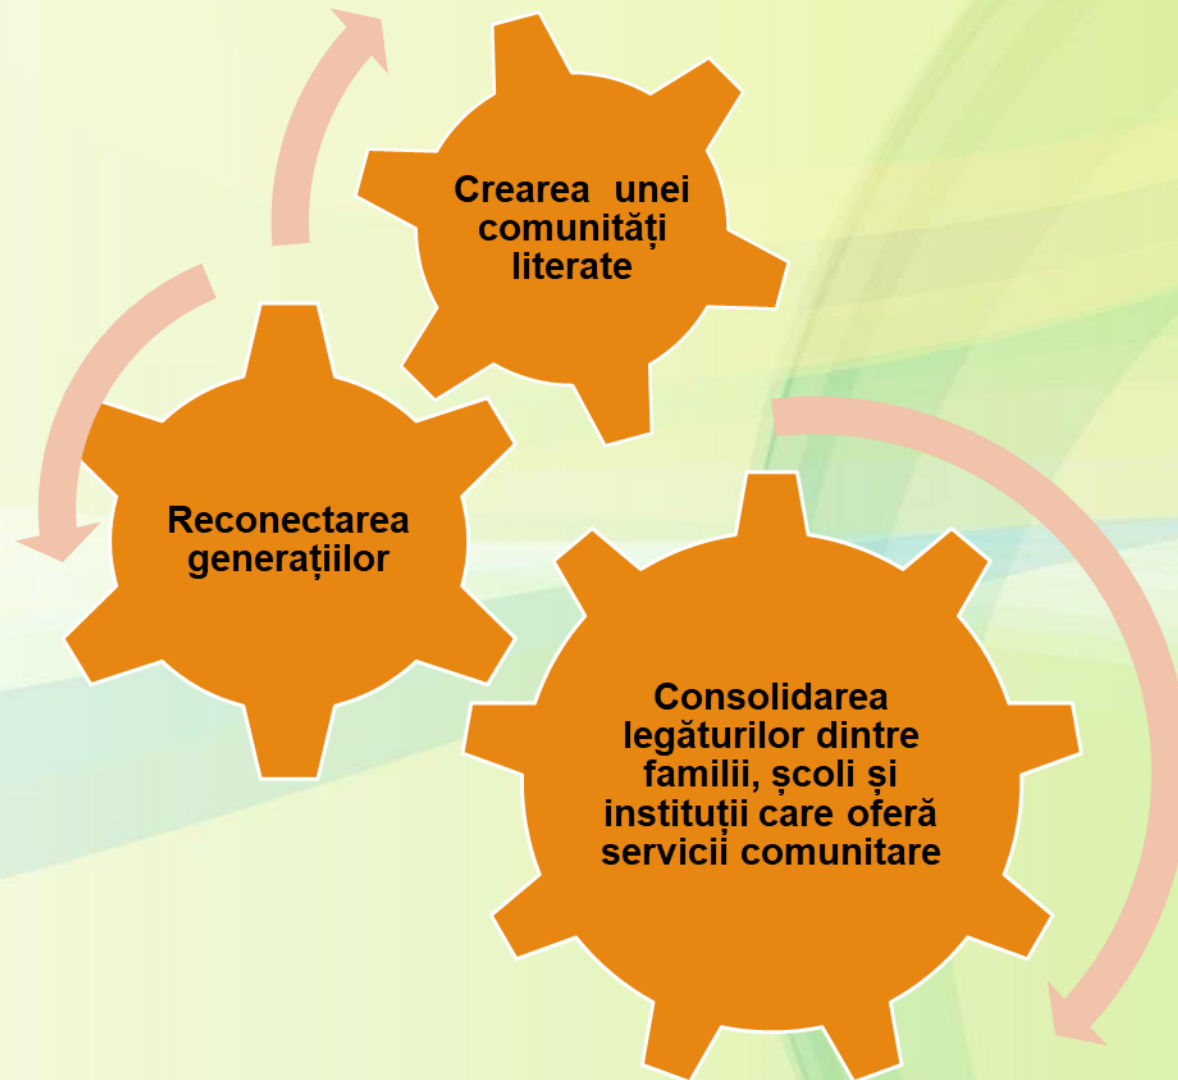 Crearea unei
comunități
literate
Reconectarea
generațiilor
Consolidarea
legăturilor dintre
familii, școli și
instituții care oferă
servicii comunitare